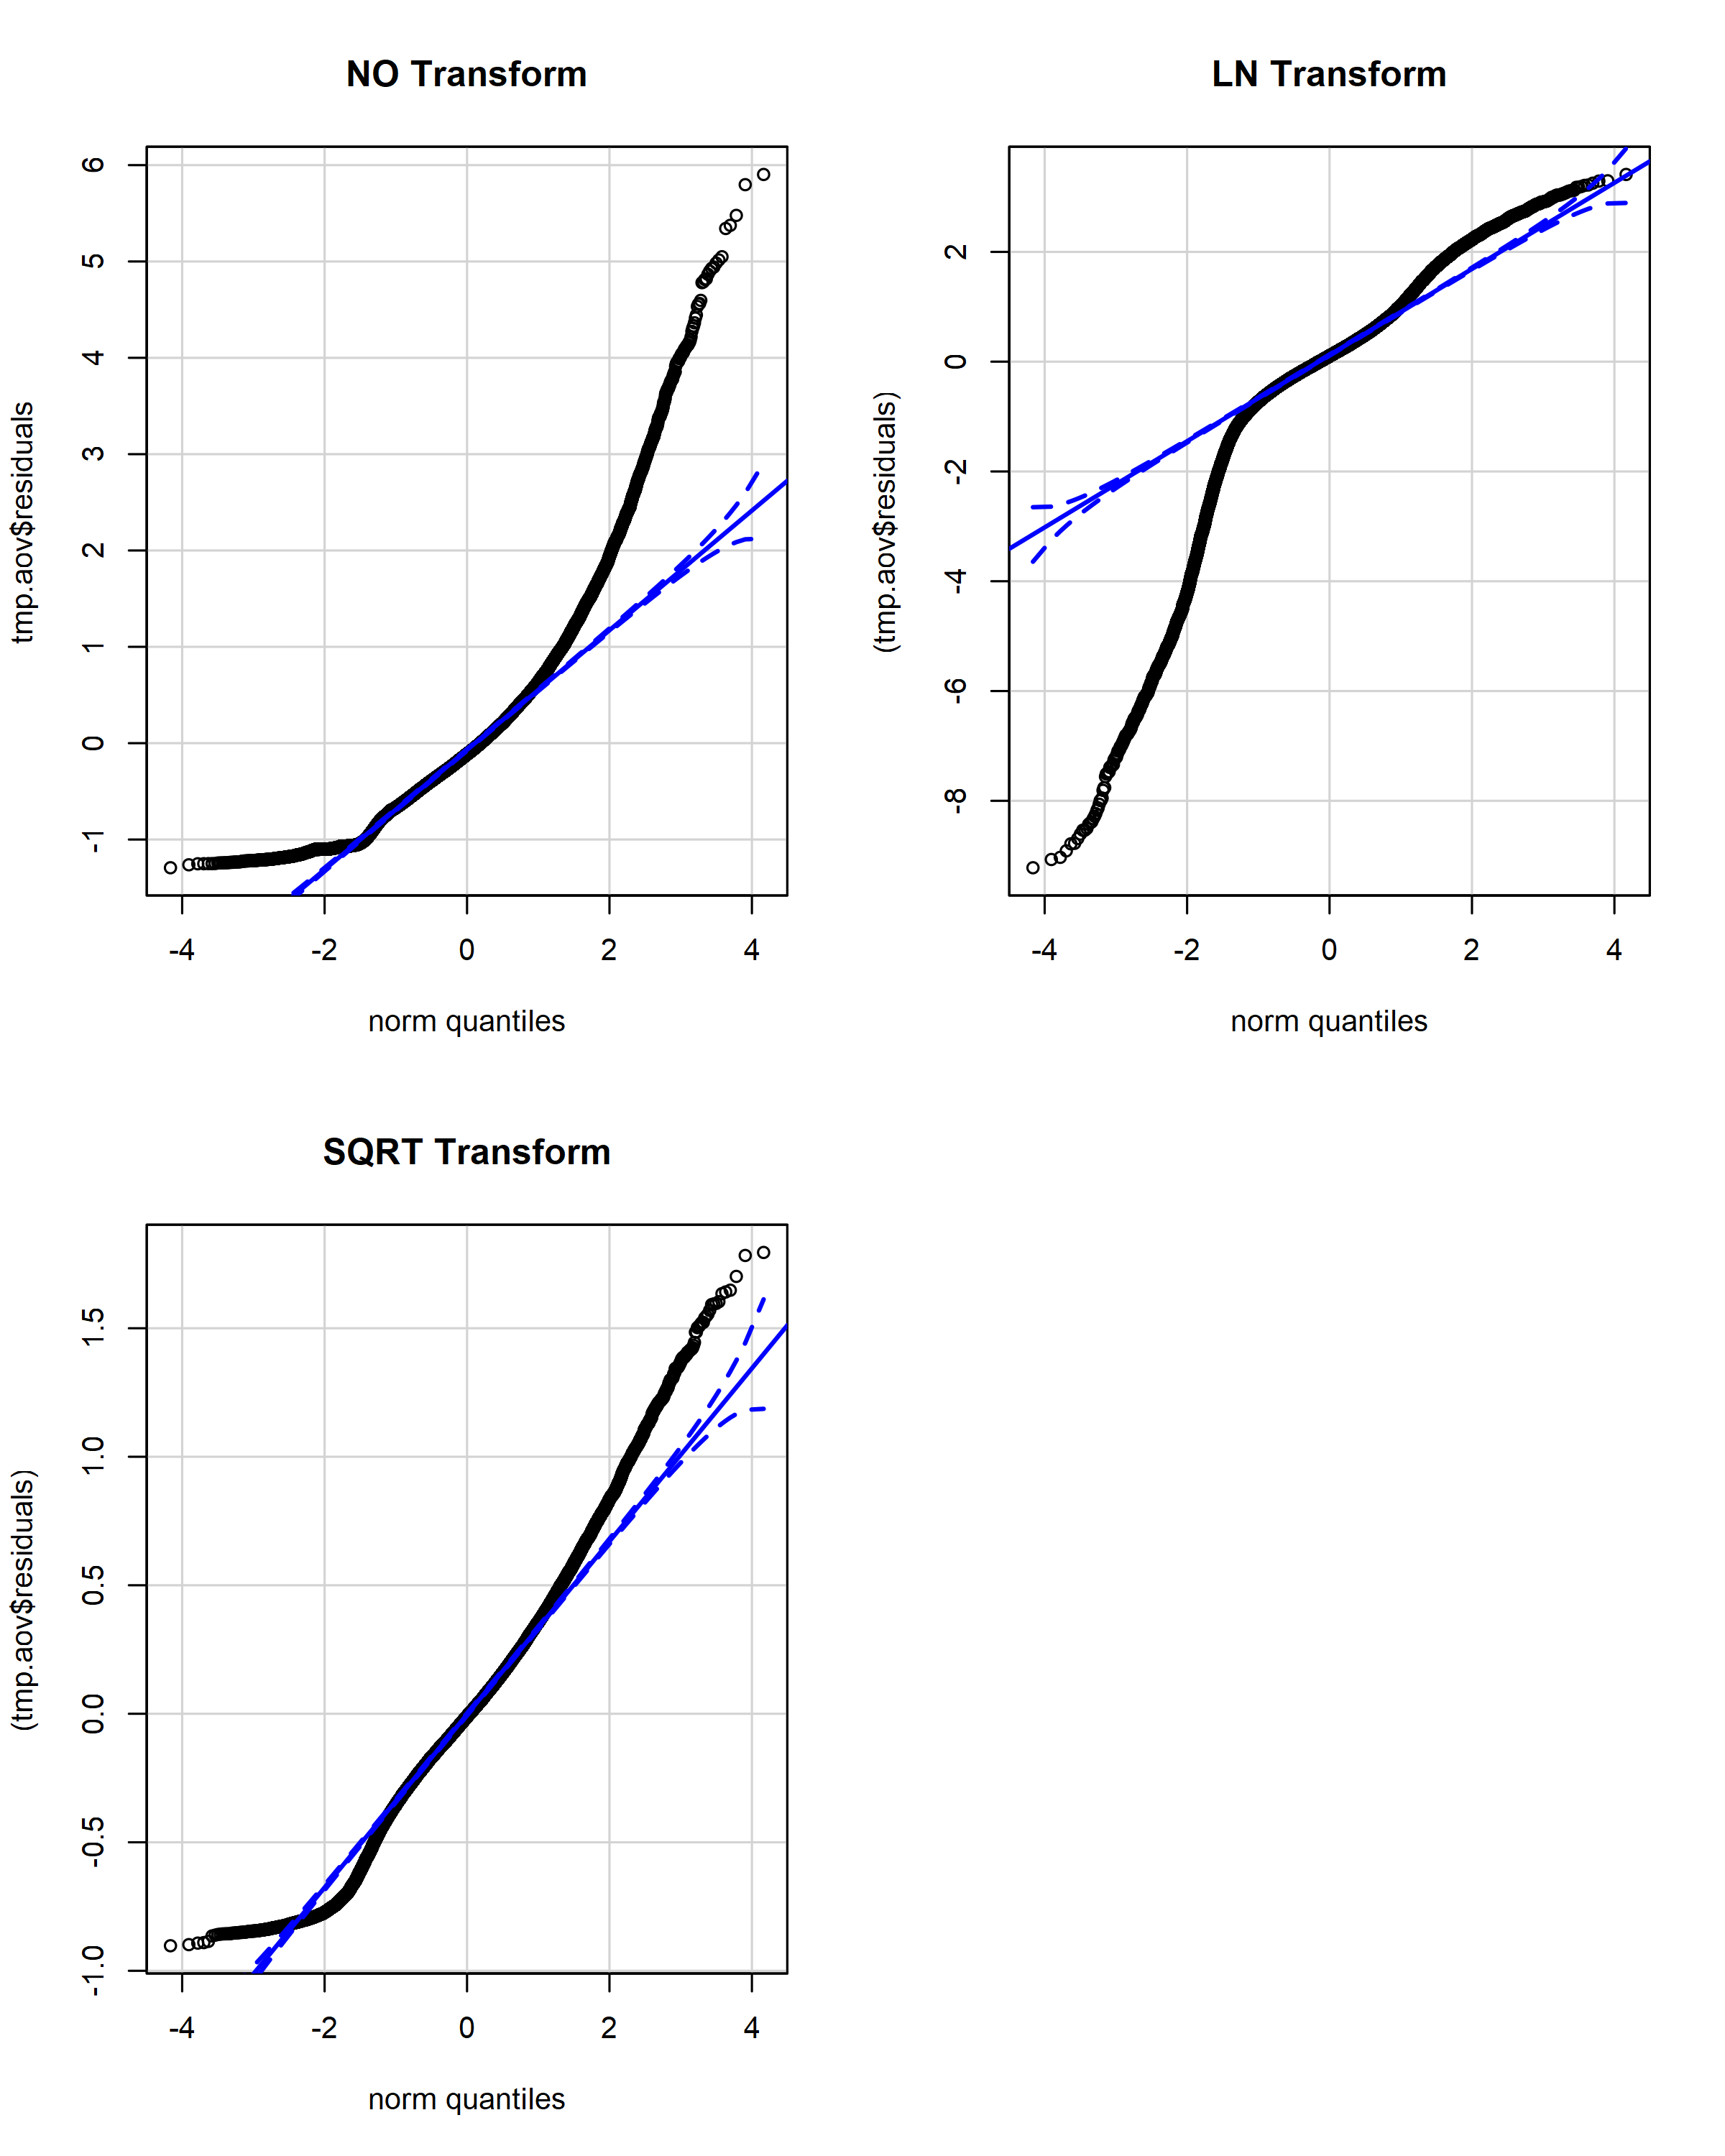 NO Transform
tmp.aov$residuals
6
5
4
3
2
1
0
-1
-4 -2 0 2 4
norm quantiles
LN Transform
(tmp.aov$residuals)
2
0
-2
-4
-6
-8
-4 -2 0 2 4
norm quantiles
SQRT Transform
(tmp.aov$residuals)
1.5
1.0
0.5
0.0
-0.5
-1.0
-4 -2 0 2 4
norm quantiles